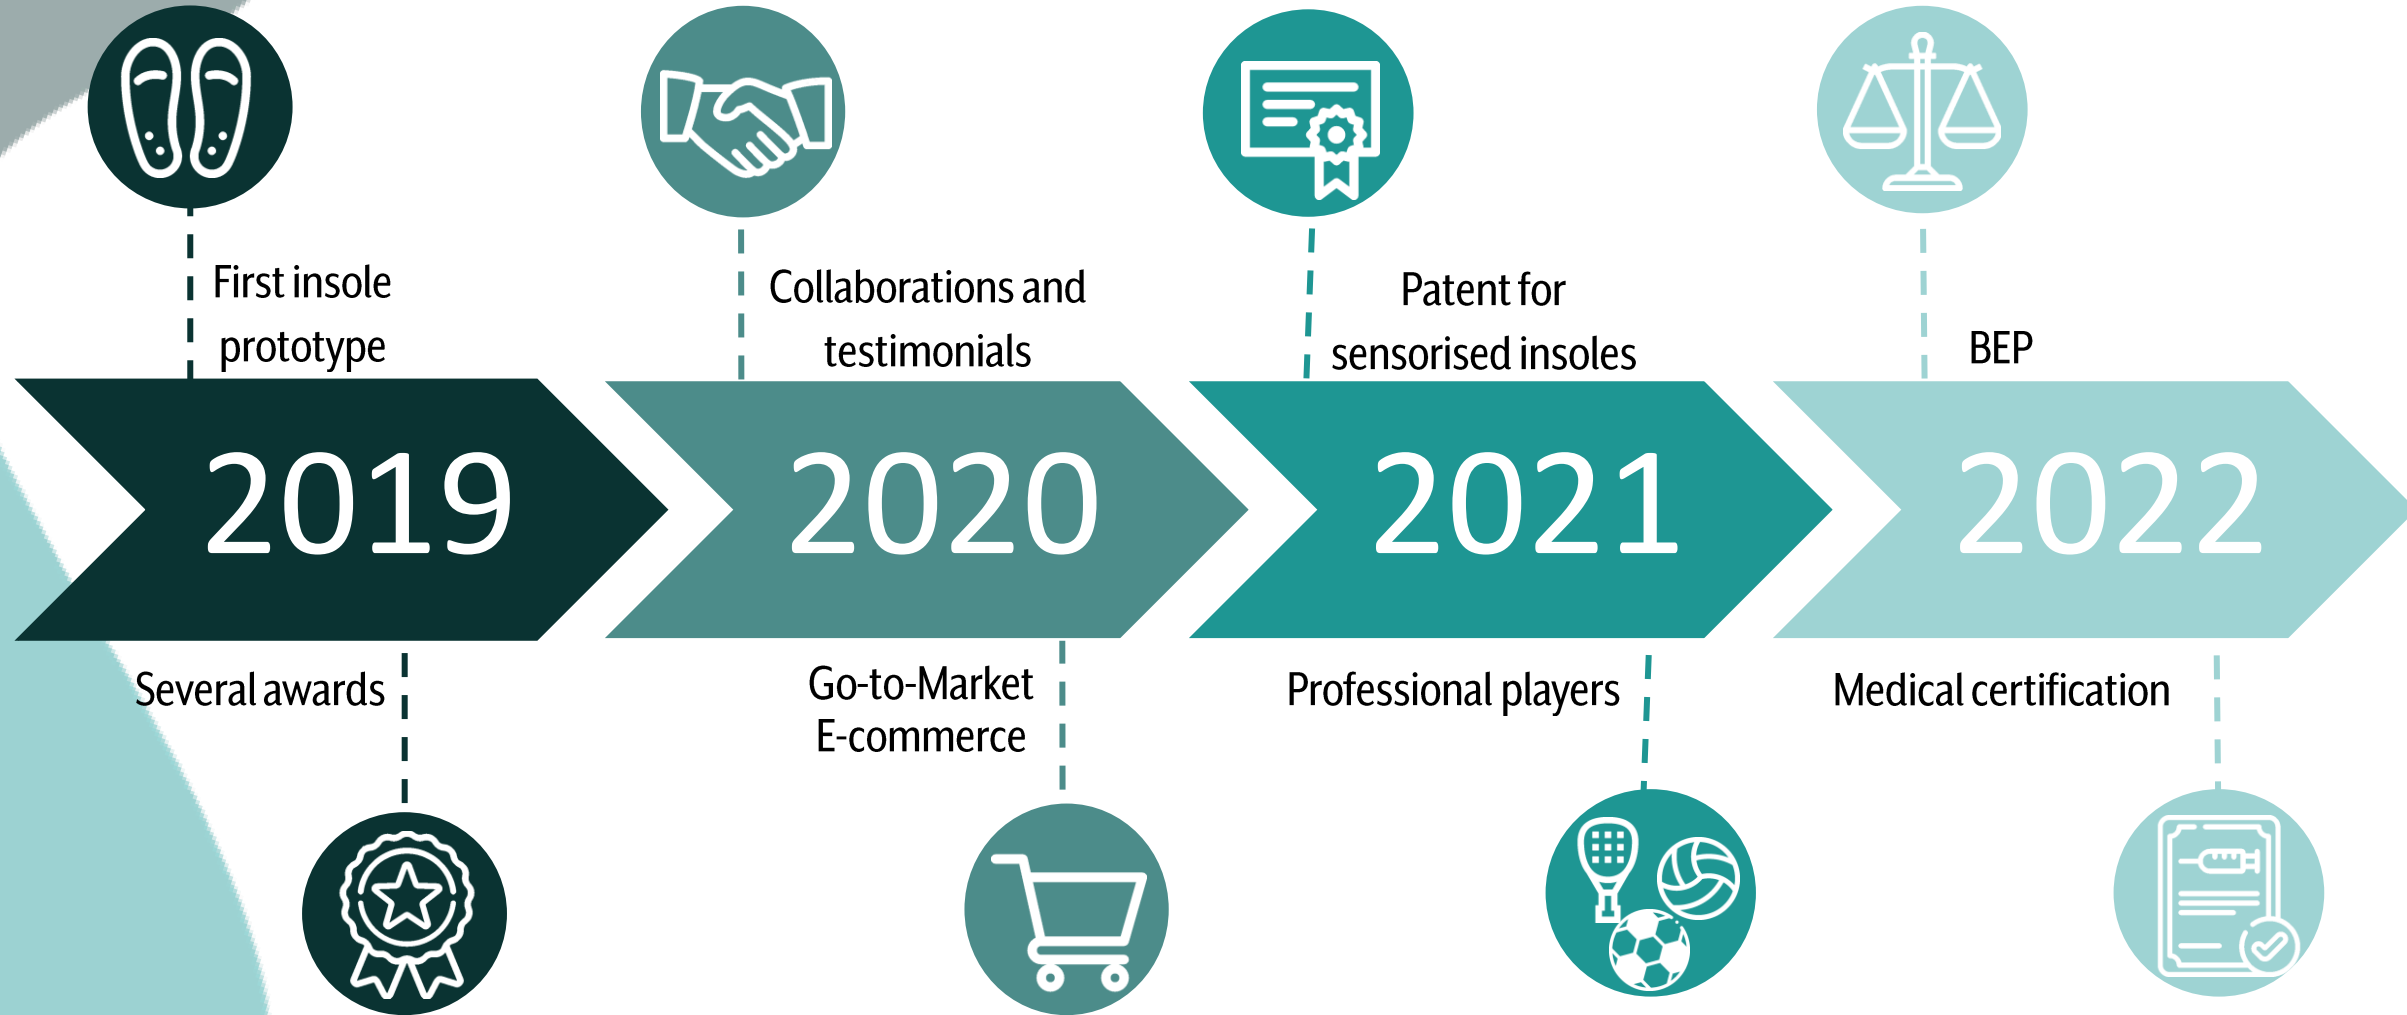 First insole
prototype
Collaborations and
testimonials
Patent for
sensorised insoles
BEP
2019
2020
2021
2022
Several awards
Go-to-Market
E-commerce
Professional players
Medical certification